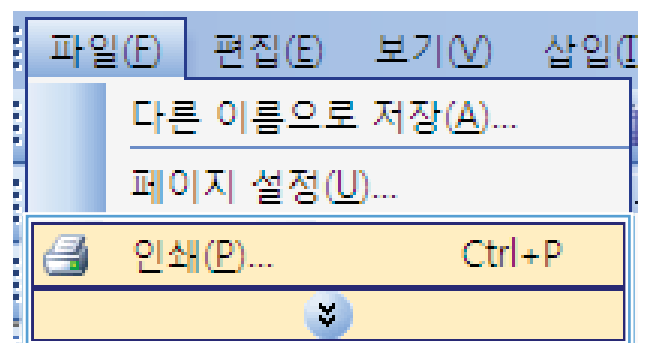 파일(F) 편집(E) 보기(V) 삽입(I
다른 이름으로 저장(A)...
페이지 설정(U)...
인쇄(P)... Ctrl+P